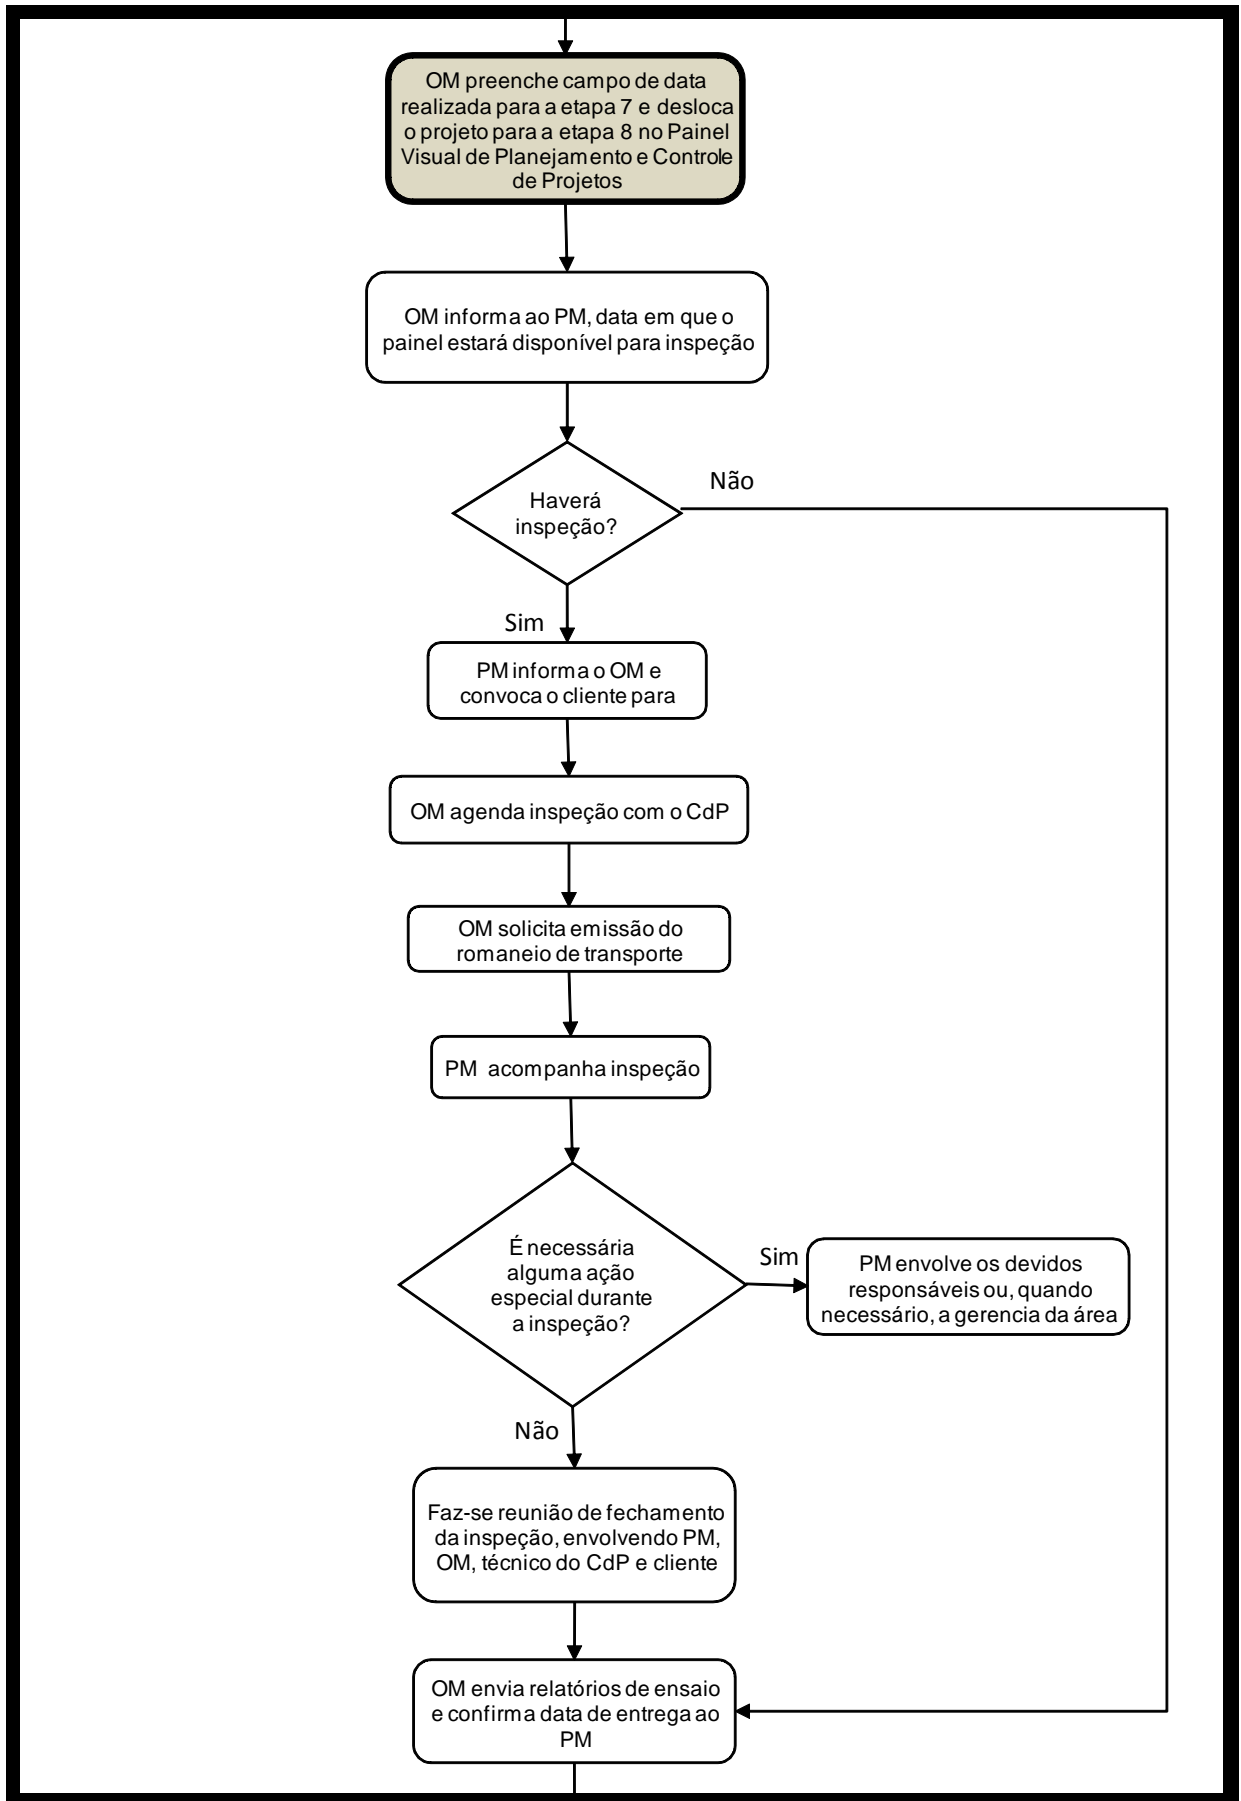 OM preenche campo de data
realizada para a etapa 7 e desloca
o projeto para a etapa 8 no Painel
Visual de Planejamento e Controle
de Projetos
OM informa ao PM, data em que o
painel estará disponível para inspeção
Haverá
inspeção?
Não
Sim
PM informa o OM e
convoca o cliente para
OM agenda inspeção com o CdP
OM solicita emissão do
romaneio de transporte
PM acompanha inspeção
É necessária
alguma ação
especial durante
a inspeção?
Sim
PM envolve os devidos
responsáveis ou, quando
necessário, a gerencia da área
Não
Faz-se reunião de fechamento
da inspeção, envolvendo PM,
OM, técnico do CdP e cliente
OM envia relatórios de ensaio
e confirma data de entrega ao
PM